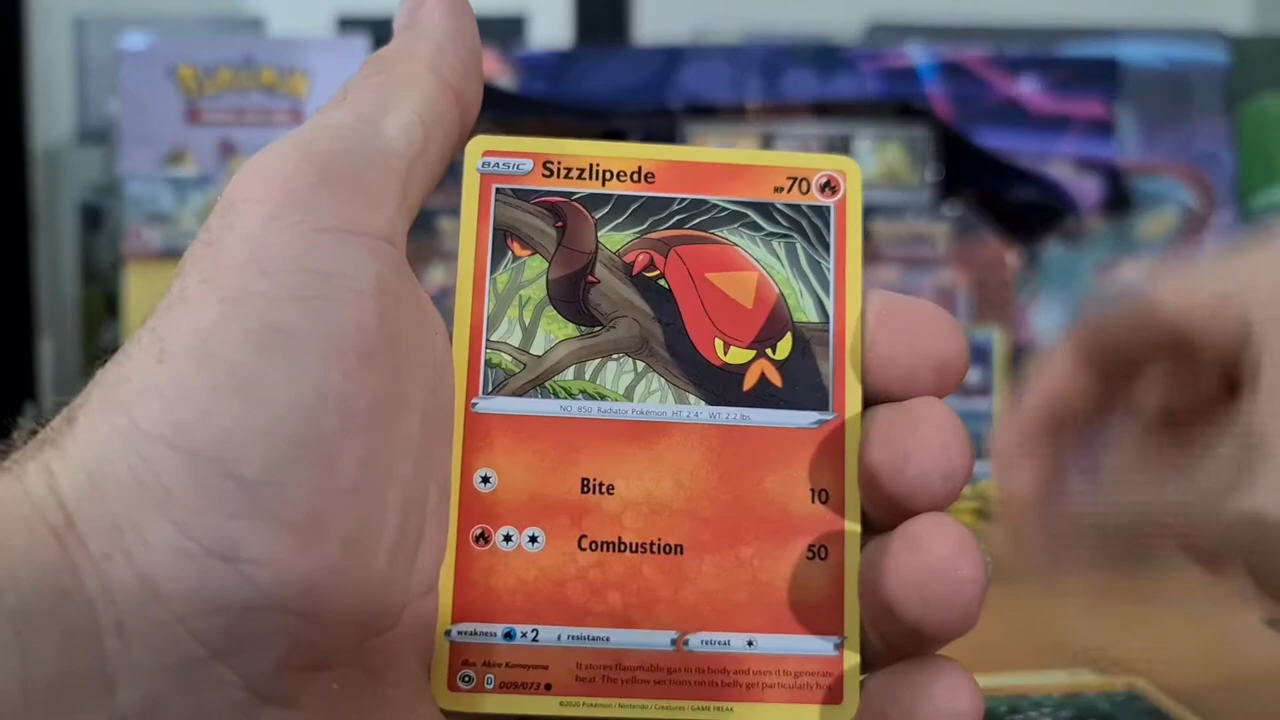 POKÉMON
BASIC Sizzlipede HP 70
NO. 850 Radiator Pokémon HT: 2'4" WT: 2.2 lbs.
Bite 10
Combustion 50
weakness ×2 resistance retreat
illus. Akira Komayama
It stores flammable gas in its body and uses it to generate
heat. The yellow sections on its belly get particularly hot.
D 009/073
©2020 Pokémon / Nintendo / Creatures / GAME FREAK